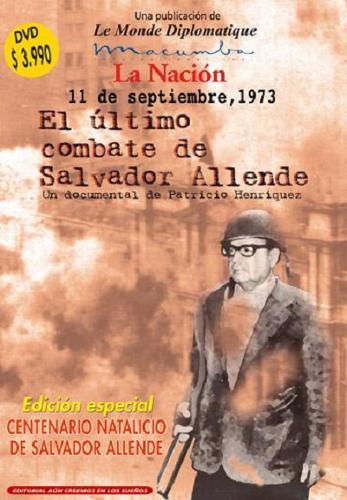 DVD
$ 3.990
Una publicación de
Le Monde Diplomatique
macumba
La Nación
11 de septiembre,1973
El último
combate de
Salvador Allende
Un documental de Patricio Henríquez
Edición especial
CENTENARIO NATALICIO
DE SALVADOR ALLENDE
EDITORIAL AÚN CREEMOS EN LOS SUEÑOS